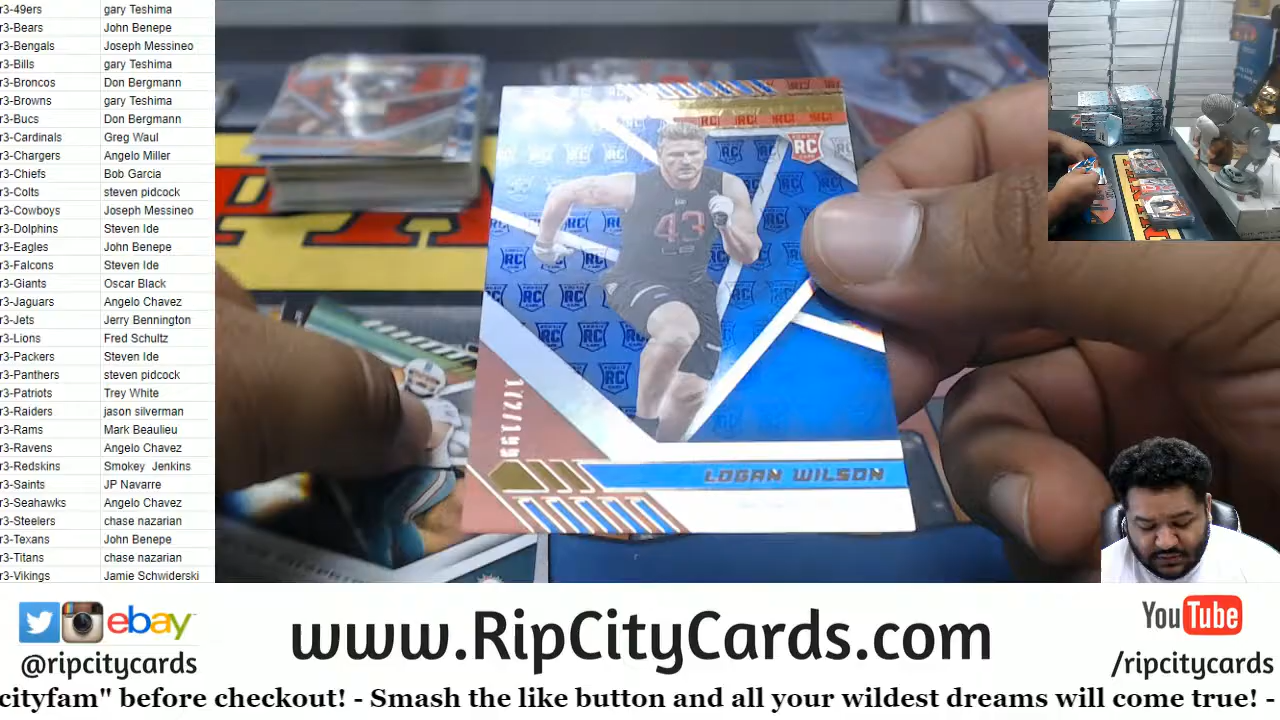 r3-49ers gary Teshima
r3-Bears John Benepe
r3-Bengals Joseph Messineo
r3-Bills gary Teshima
r3-Broncos Don Bergmann
r3-Browns gary Teshima
r3-Bucs Don Bergmann
r3-Cardinals Greg Waul
r3-Chargers Angelo Miller
r3-Chiefs Bob Garcia
r3-Colts steven pidcock
r3-Cowboys Joseph Messineo
r3-Dolphins Steven Ide
r3-Eagles John Benepe
r3-Falcons Steven Ide
r3-Giants Oscar Black
r3-Jaguars Angelo Chavez
r3-Jets Jerry Bennington
r3-Lions Fred Schultz
r3-Packers Steven Ide
r3-Panthers steven pidcock
r3-Patriots Trey White
r3-Raiders jason silverman
r3-Rams Mark Beaulieu
r3-Ravens Angelo Chavez
r3-Redskins Smokey Jenkins
r3-Saints JP Nava
r3-Seahawks Angelo Chavez
r3-Steelers chase nazarian
r3-Texans John Benepe
r3-Titans chase nazarian
r3-Vikings Jamie Schwiderski
RC
43
LB
LOGAN WILSON
ebay
@ripcitycards
www.RipCityCards.com
YouTube
/ripcitycards
cityfam" before checkout! - Smash the like button and all your wildest dreams will come true! -